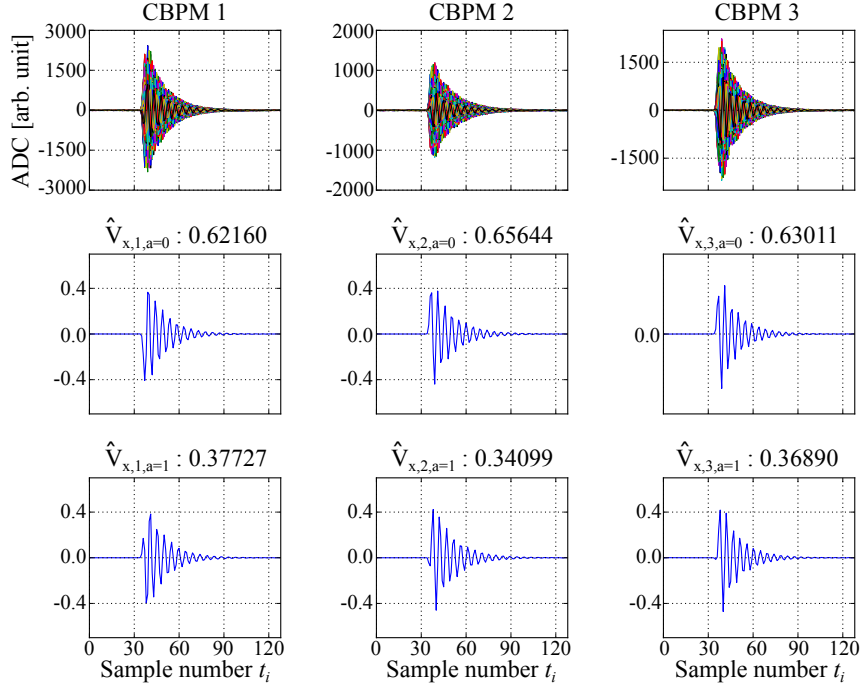 CBPM 1 CBPM 2 CBPM 3
ADC [arb. unit]
3000
1500
0
-1500
-3000
2000
1000
0
-1000
-2000
1500
0
-1500
V̂x,1,a=0 : 0.62160
V̂x,2,a=0 : 0.65644
V̂x,3,a=0 : 0.63011
0.4
0.0
-0.4
0.4
0.0
-0.4
0.0
V̂x,1,a=1 : 0.37727
V̂x,2,a=1 : 0.34099
V̂x,3,a=1 : 0.36890
0.4
0.0
-0.4
0.4
0.0
-0.4
0.4
0.0
-0.4
0 30 60 90 120
0 30 60 90 120
0 30 60 90 120
Sample number ti
Sample number ti
Sample number ti